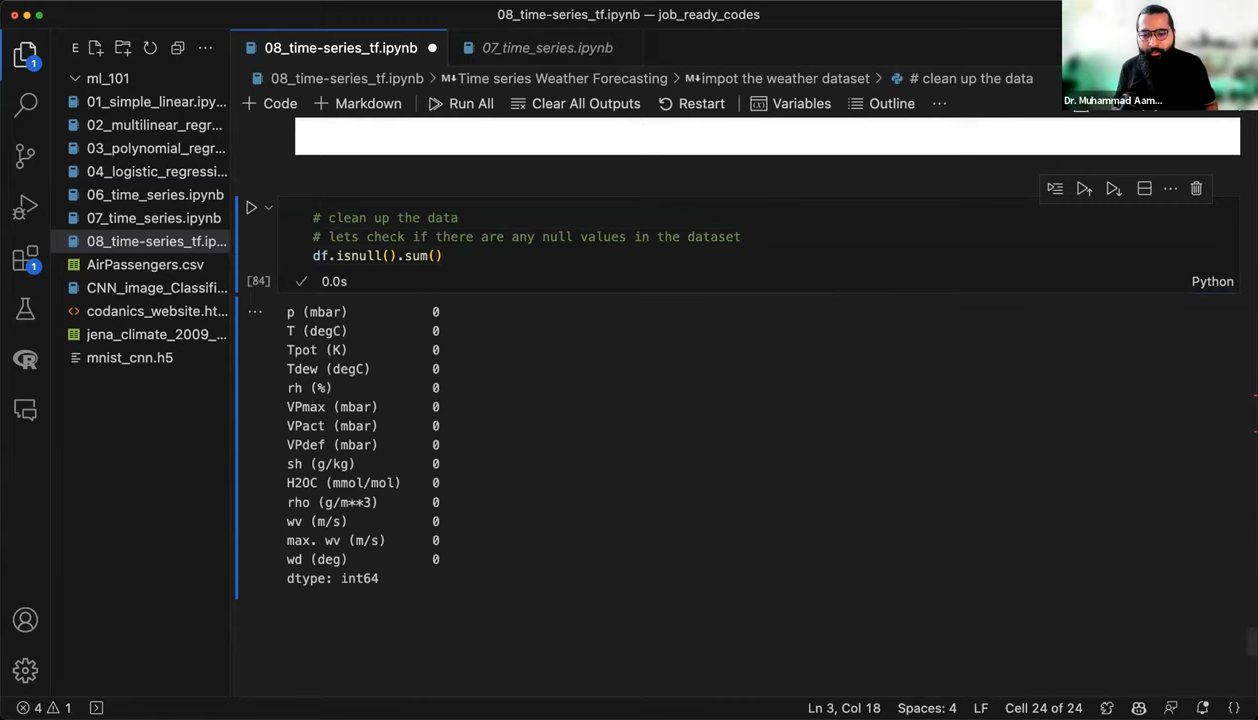 08_time-series_tf.ipynb — job_ready_codes
E
08_time-series_tf.ipynb
07_time_series.ipynb
Dr. Muhammad Aam...
ml_101
08_time-series_tf.ipynb > Time series Weather Forecasting > impot the weather dataset > # clean up the data
01_simple_linear.ipy...
+ Code + Markdown Run All Clear All Outputs Restart Variables Outline ...
02_multilinear_regr...
03_polynomial_regr...
04_logistic_regressi...
06_time_series.ipynb
07_time_series.ipynb
08_time-series_tf.ip...
AirPassengers.csv
CNN_image_Classifi...
codanics_website.ht...
jena_climate_2009_...
mnist_cnn.h5
1
1
# clean up the data
# lets check if there are any null values in the dataset
df.isnull().sum()
[84] 0.0s Python
p (mbar) 0
T (degC) 0
Tpot (K) 0
Tdew (degC) 0
rh (%) 0
VPmax (mbar) 0
VPact (mbar) 0
VPdef (mbar) 0
sh (g/kg) 0
H2OC (mmol/mol) 0
rho (g/m**3) 0
wv (m/s) 0
max. wv (m/s) 0
wd (deg) 0
dtype: int64
4 1 Ln 3, Col 18 Spaces: 4 LF Cell 24 of 24